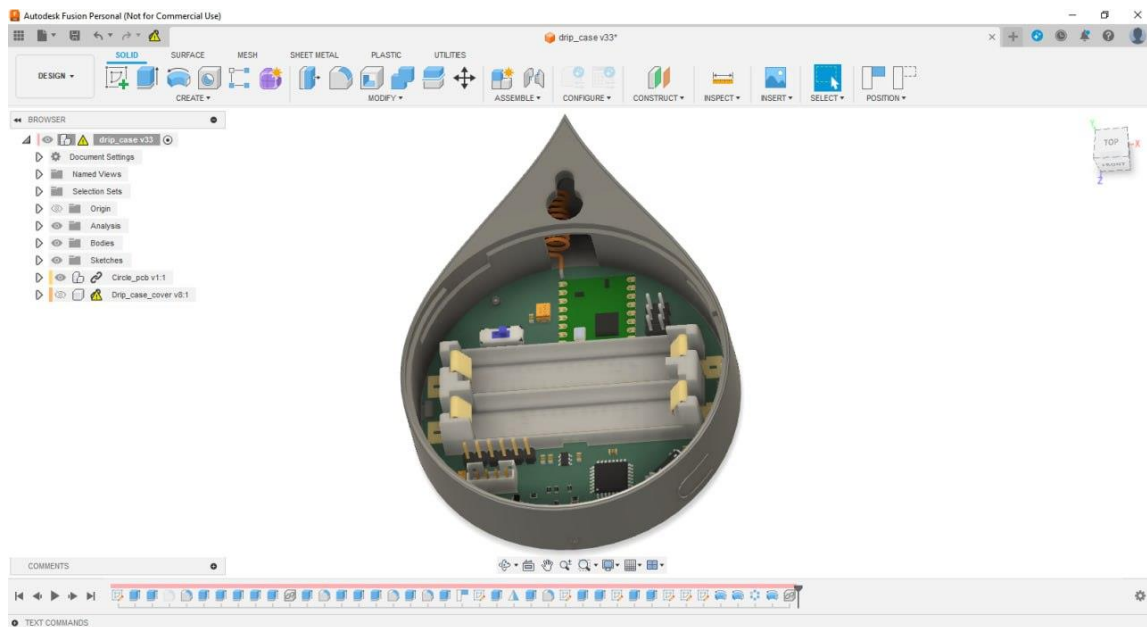 Autodesk Fusion Personal (Not for Commercial Use)
drip_case v33*
SOLID SURFACE MESH SHEET METAL PLASTIC UTILITIES
DESIGN
CREATE MODIFY ASSEMBLE CONFIGURE CONSTRUCT INSPECT INSERT SELECT POSITION
BROWSER
drip_case v33
Document Settings
Named Views
Selection Sets
Origin
Analysis
Bodies
Sketches
Circle_pcb v1:1
Drip_case_cover v8:1
Y
TOP
X
FRONT
Z
COMMENTS
TEXT COMMANDS